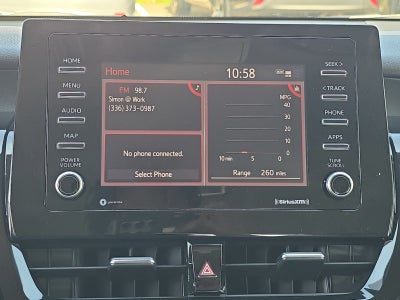 HOME
MENU
AUDIO
MAP
POWER
VOLUME
Home
10:58
FM 98.7
Simon @ Work
(336) 373-0987
No phone connected.
Select Phone
MPG
40
30
20
10
0
10 min 5 0
Range 260 miles
SEEK >
< TRACK
PHONE
APPS
TUNE
SCROLL
((SiriusXM))